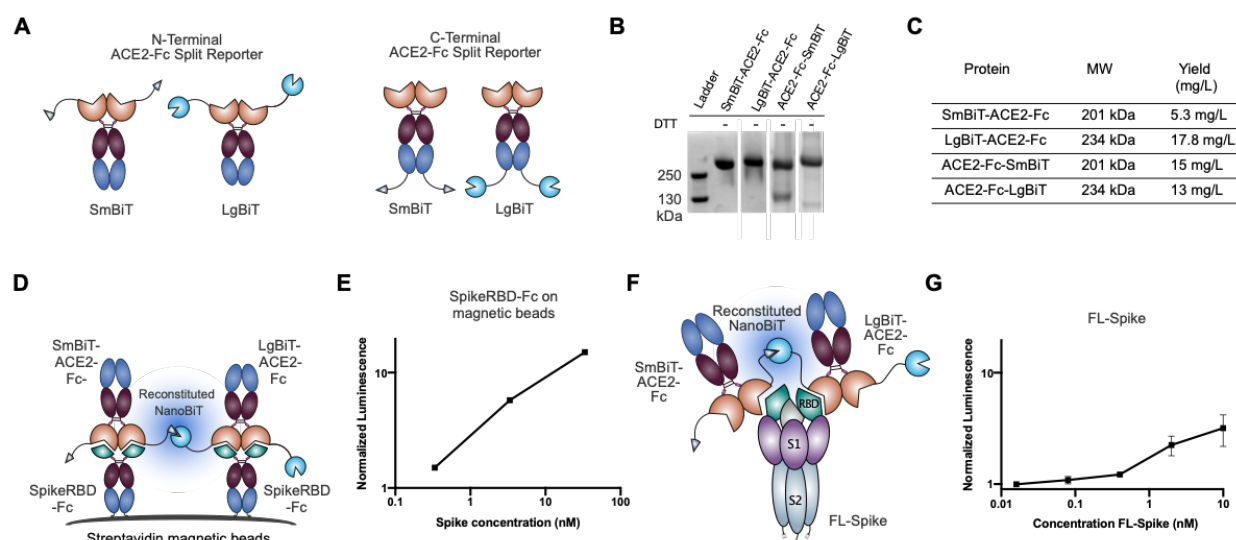 A
N-Terminal
ACE2-Fc Split Reporter
SmBiT
LgBiT
C-Terminal
ACE2-Fc Split Reporter
SmBiT
LgBiT
B
Ladder
SmBiT-ACE2-Fc
LgBiT-ACE2-Fc
ACE2-Fc-SmBiT
ACE2-Fc-LgBiT
DTT - - - -
250
130
kDa
C
Protein MW Yield
(mg/L)
SmBiT-ACE2-Fc 201 kDa 5.3 mg/L
LgBiT-ACE2-Fc 234 kDa 17.8 mg/L
ACE2-Fc-SmBiT 201 kDa 15 mg/L
ACE2-Fc-LgBiT 234 kDa 13 mg/L
D
SmBiT-
ACE2-
Fc-
LgBiT-
ACE2-
Fc
Reconstituted
NanoBiT
SpikeRBD
-Fc
SpikeRBD
-Fc
Streptavidin magnetic beads
E
SpikeRBD-Fc on
magnetic beads
Normalized Luminescence
10
1
0.1 1 10 100
Spike concentration (nM)
F
Reconstituted
NanoBiT
LgBiT-
ACE2-
Fc
SmBiT-
ACE2-
Fc
RBD
S1
S2
FL-Spike
G
FL-Spike
Normalized Luminescence
10
1
0.01 0.1 1 10
Concentration FL-Spike (nM)